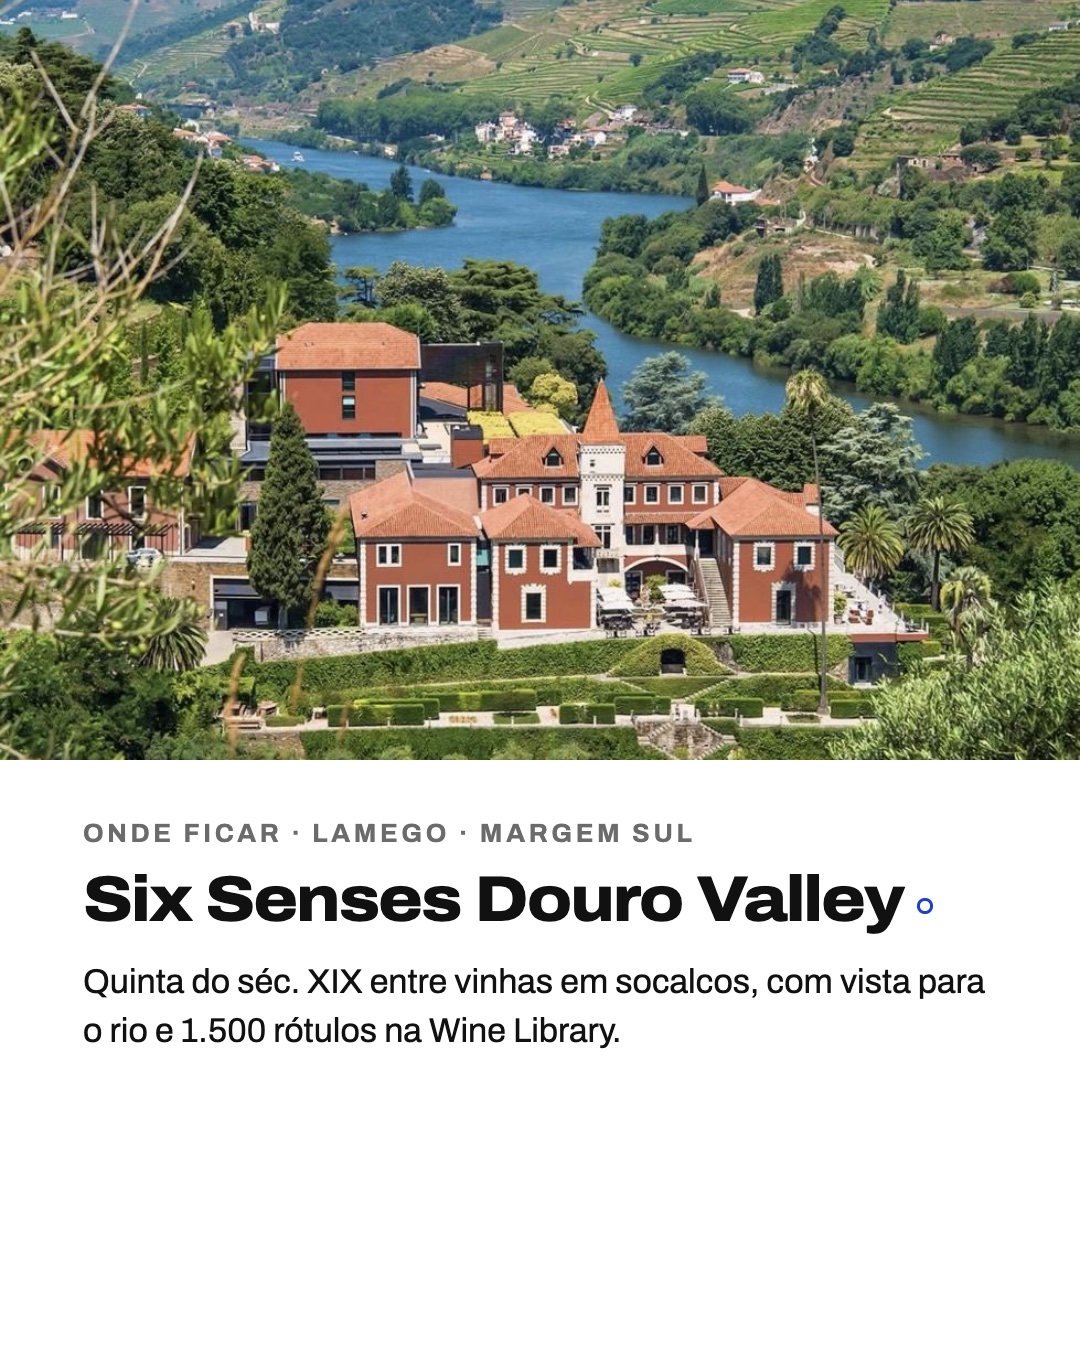 ONDE FICAR · LAMEGO · MARGEM SUL
Six Senses Douro Valley
Quinta do séc. XIX entre vinhas em socalcos, com vista para
o rio e 1.500 rótulos na Wine Library.